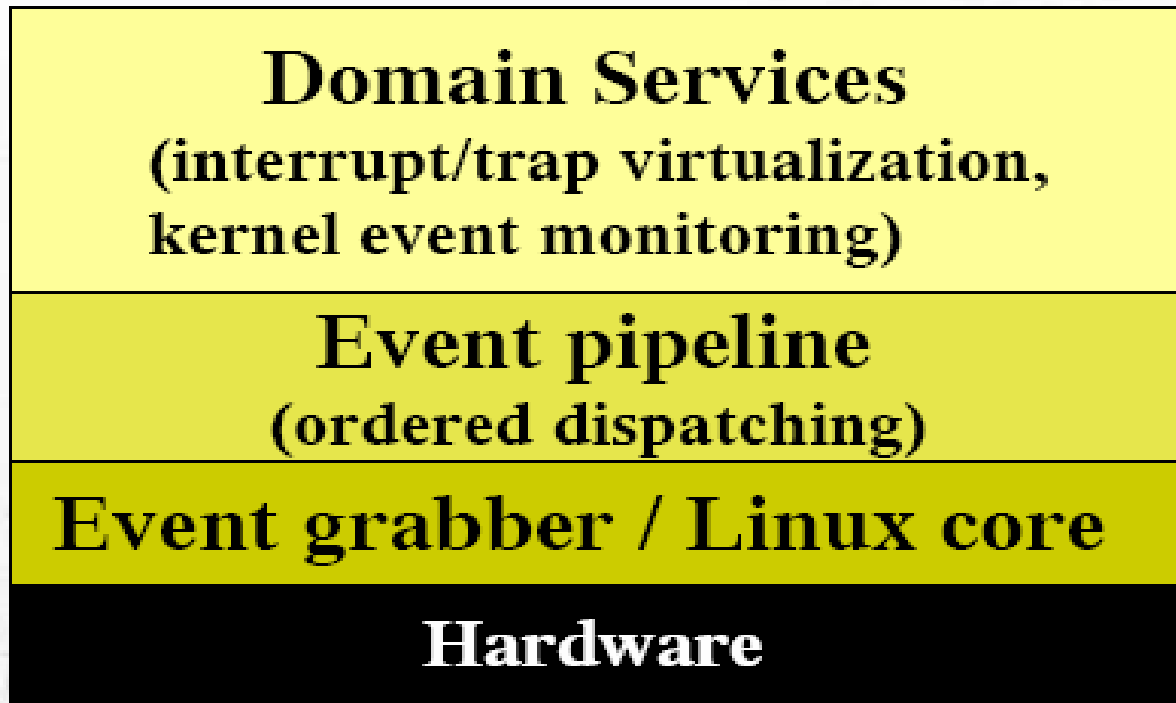 Domain Services
(interrupt/trap virtualization,
kernel event monitoring)
Event pipeline
(ordered dispatching)
Event grabber / Linux core
Hardware